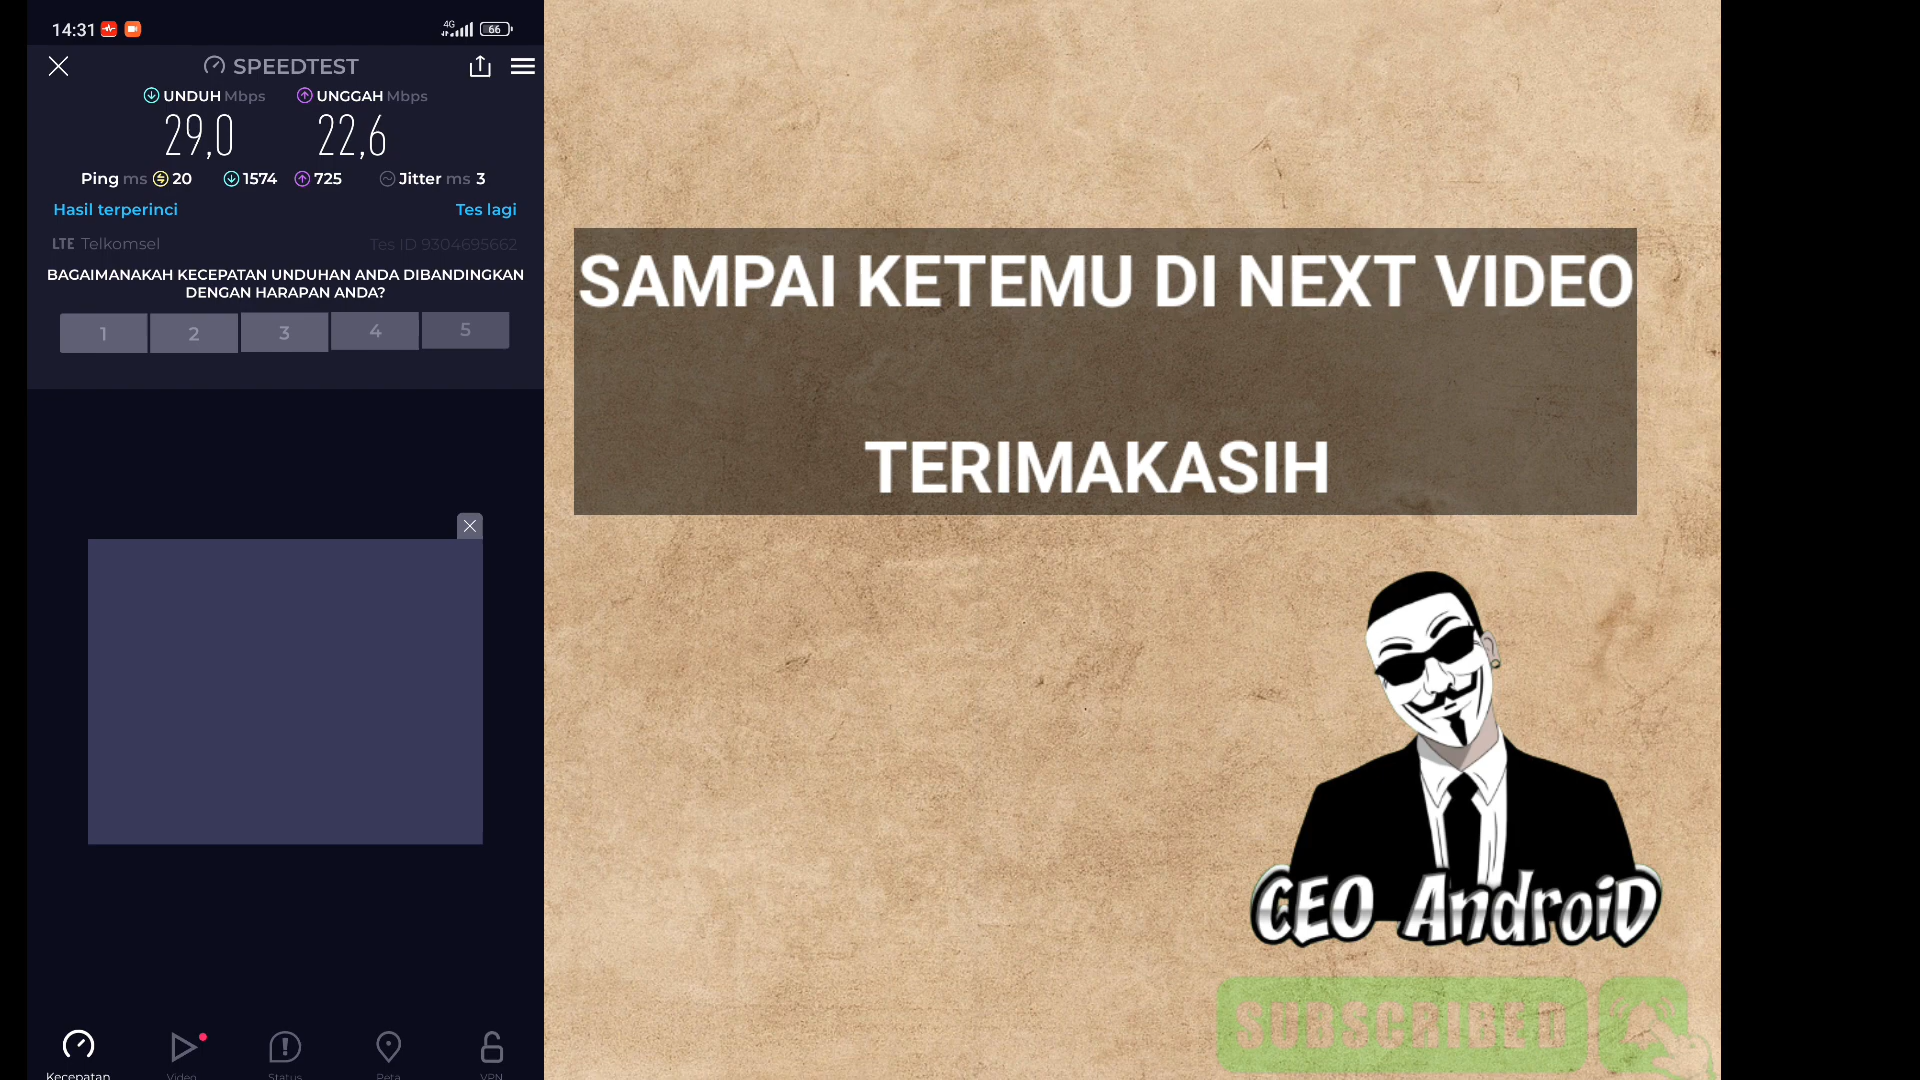 14:31
4G
66
SPEEDTEST
UNDUH Mbps
UNGGAH Mbps
29,0
22,6
Ping ms 20 1574 725 Jitter ms 3
Hasil terperinci
Tes lagi
LTE Telkomsel
Tes ID 9304695662
BAGAIMANAKAH KECEPATAN UNDUHAN ANDA DIBANDINGKAN
DENGAN HARAPAN ANDA?
1 2 3 4 5
Kecepatan Video Status Peta VPN
SAMPAI KETEMU DI NEXT VIDEO
TERIMAKASIH
CEO AndroiD
SUBSCRIBED